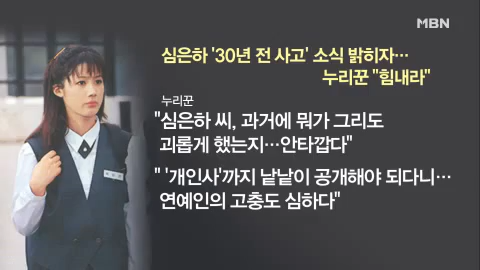 MBN
심은하 '30년 전 사고' 소식 밝히자…
누리꾼 "힘내라"
누리꾼
"심은하 씨, 과거에 뭐가 그리도
괴롭게 했는지…안타깝다"
" '개인사'까지 낱낱이 공개해야 되다니…
연예인의 고충도 심하다"